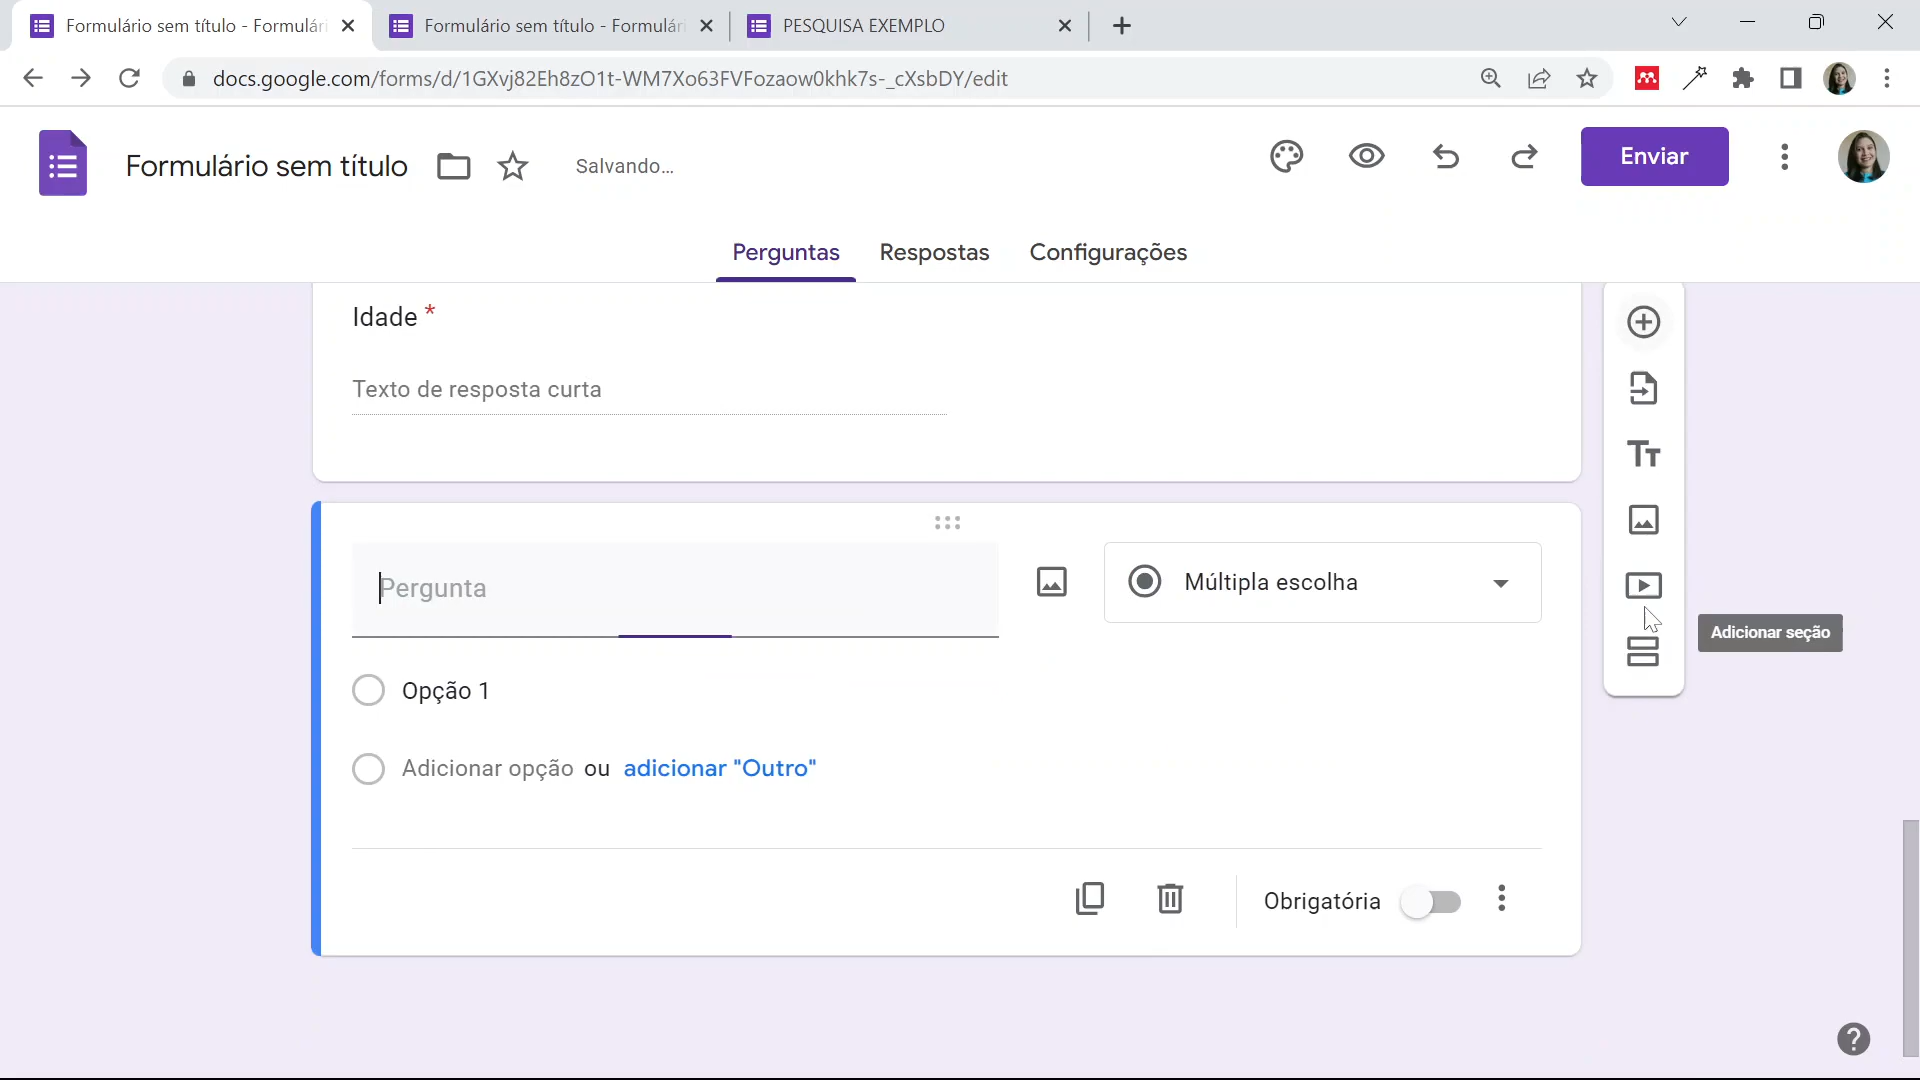 Formulário sem título - Formulári
Formulário sem título - Formulári
PESQUISA EXEMPLO
docs.google.com/forms/d/1GXvj82Eh8zO1t-WM7Xo63FVFozaow0khk7s-_cXsbDY/edit
Formulário sem título
Salvando...
Enviar
Perguntas
Respostas
Configurações
Idade *
Texto de resposta curta
Pergunta
Múltipla escolha
Adicionar seção
Opção 1
Adicionar opção ou adicionar "Outro"
Obrigatória